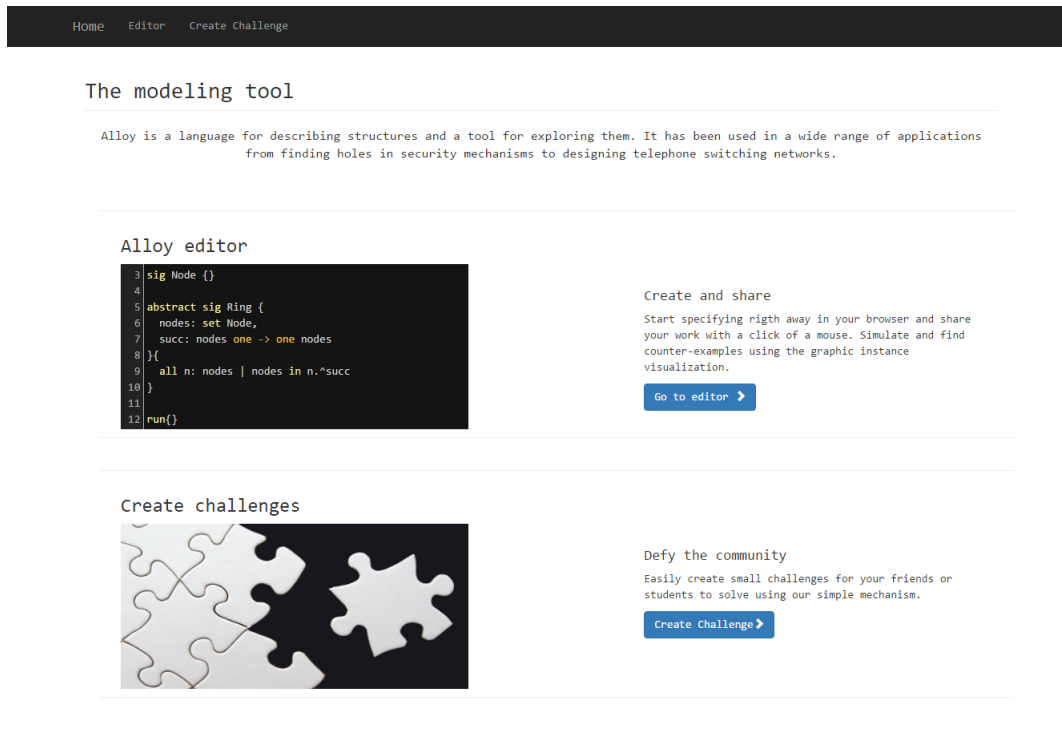 Home Editor Create Challenge
The modeling tool
Alloy is a language for describing structures and a tool for exploring them. It has been used in a wide range of applications
from finding holes in security mechanisms to designing telephone switching networks.
Alloy editor
3 sig Node {}
4
5 abstract sig Ring {
6   nodes: set Node,
7   succ: nodes one -> one nodes
8 }{
9   all n: nodes | nodes in n.^succ
10 }
11
12 run{}
Create and share
Start specifying rigth away in your browser and share
your work with a click of a mouse. Simulate and find
counter-examples using the graphic instance
visualization.
Go to editor
Create challenges
Defy the community
Easily create small challenges for your friends or
students to solve using our simple mechanism.
Create Challenge